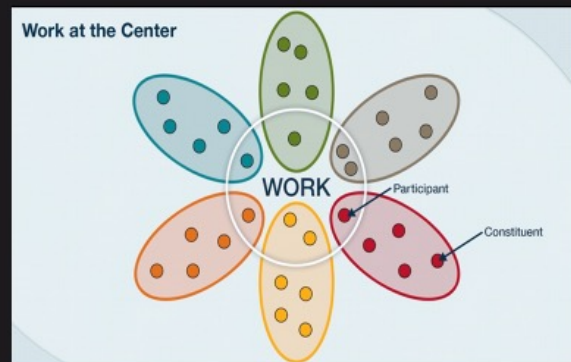 Work at the Center
WORK
Participant
Constituent